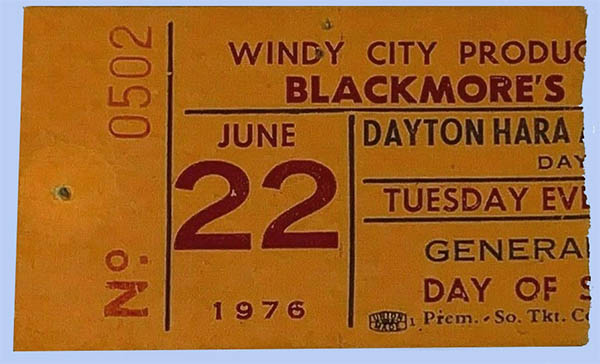 Nº. 0502
WINDY CITY PRODUC
BLACKMORE'S
JUNE
22
1976
DAYTON HARA
DAY
TUESDAY EVE
GENERA
DAY OF S
1 Prem. - So. Tkt. Co